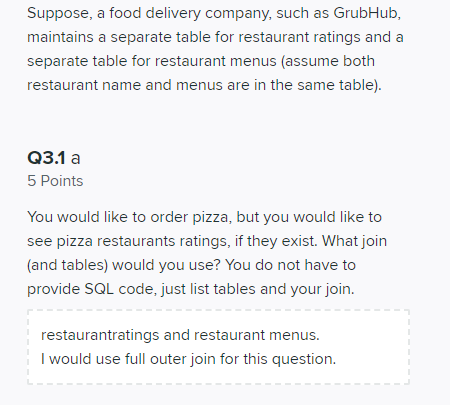 Suppose, a food delivery company, such as GrubHub,
maintains a separate table for restaurant ratings and a
separate table for restaurant menus (assume both
restaurant name and menus are in the same table).
Q3.1 a
5 Points
You would like to order pizza, but you would like to
see pizza restaurants ratings, if they exist. What join
(and tables) would you use? You do not have to
provide SQL code, just list tables and your join.
restaurantratings and restaurant menus.
I would use full outer join for this question.